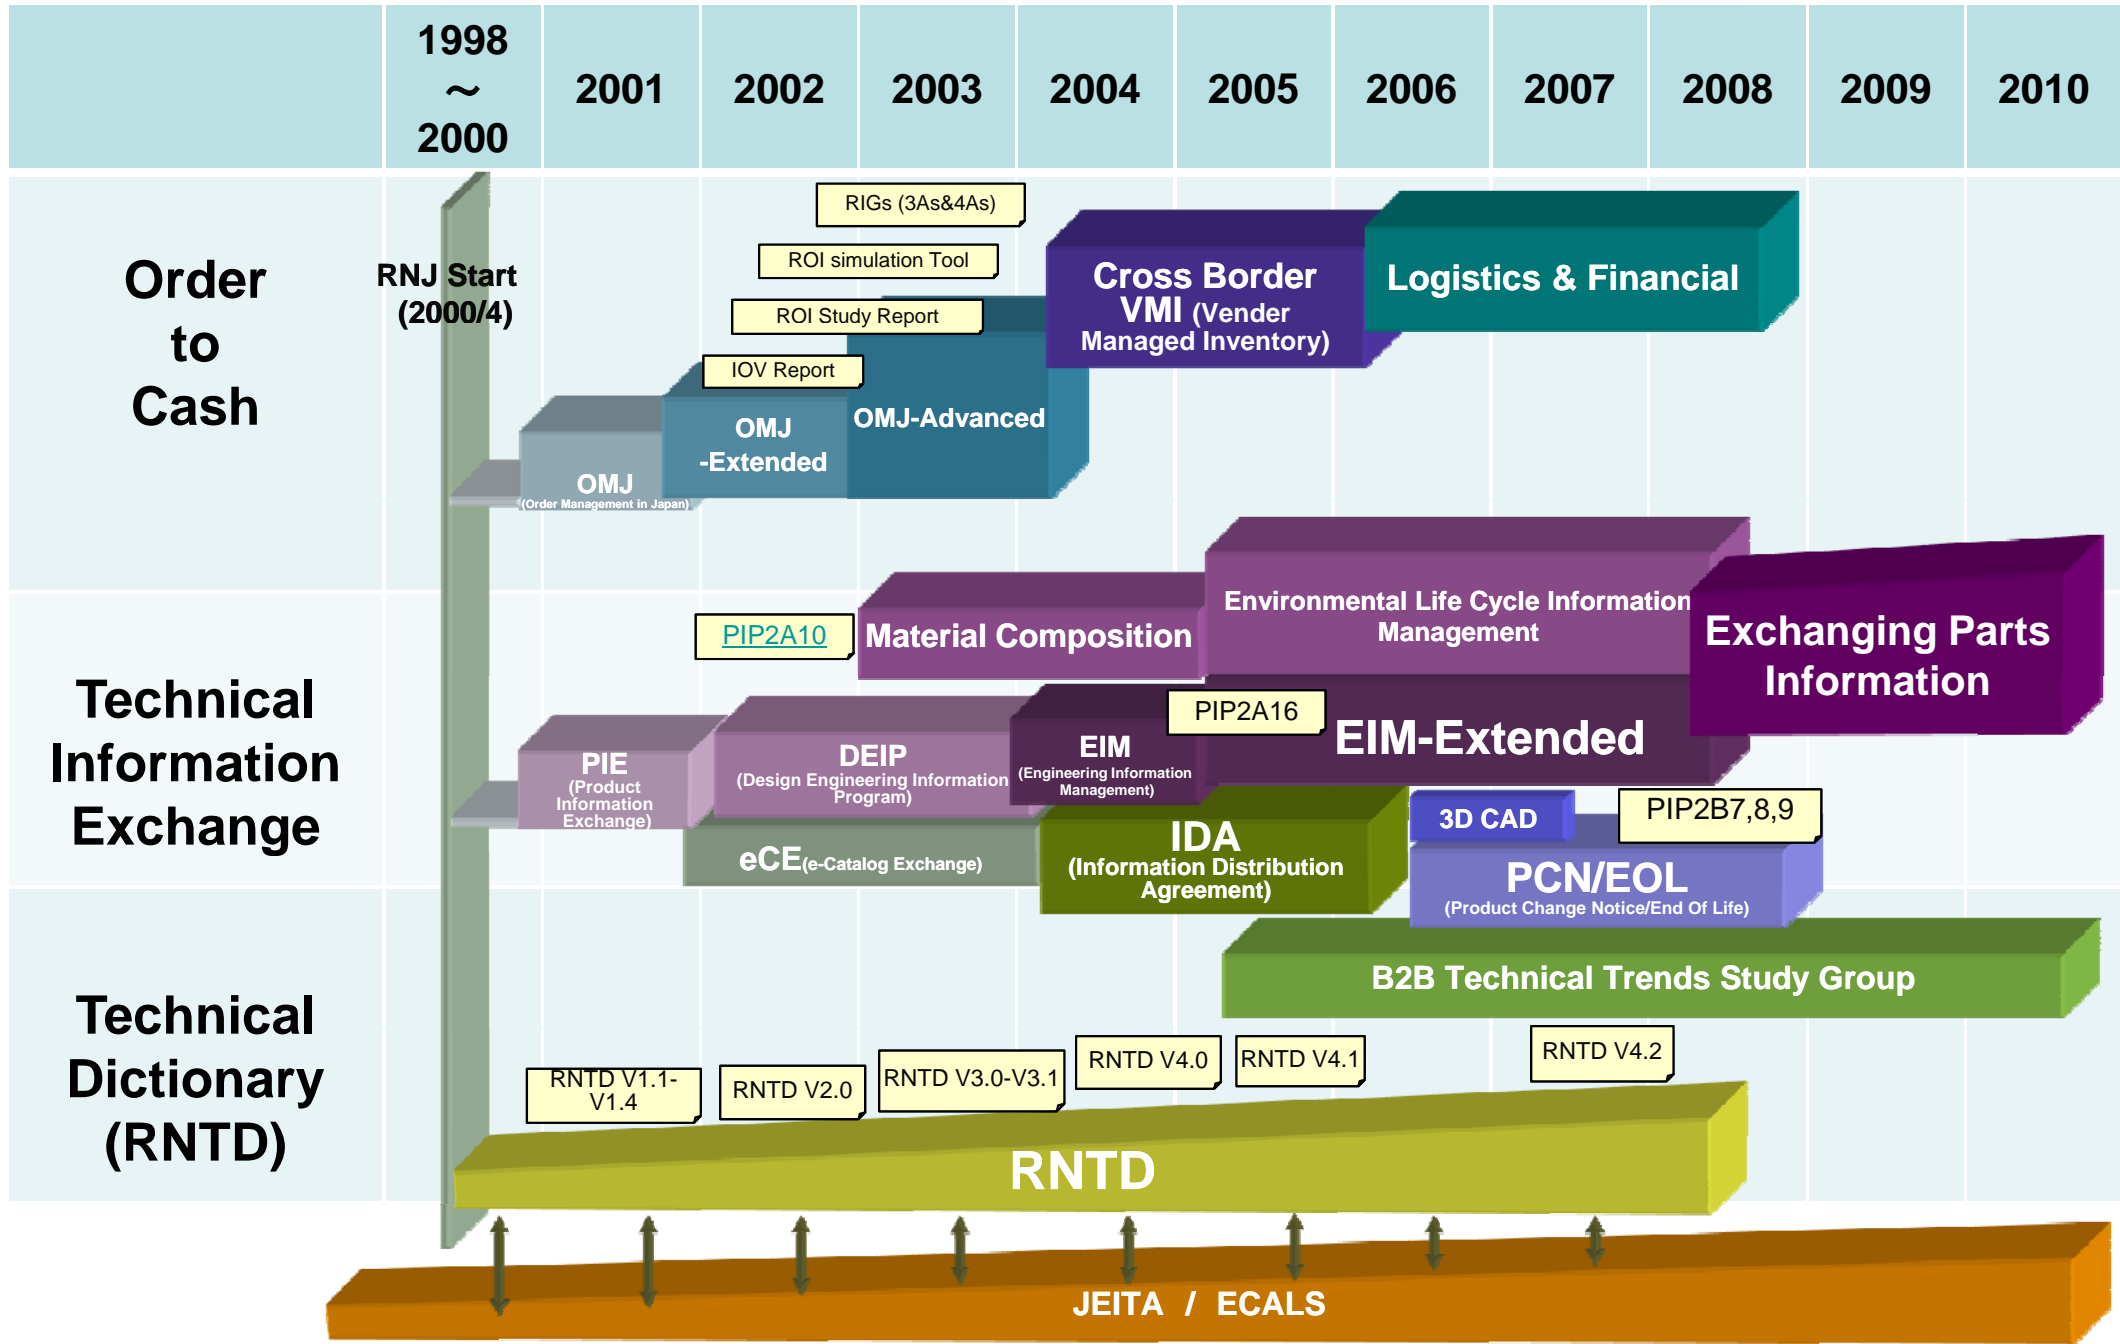 1998
～
2000
2001
2002
2003
2004
2005
2006
2007
2008
2009
2010
Order
to
Cash
RNJ Start
(2000/4)
RIGs (3As&4As)
ROI simulation Tool
ROI Study Report
IOV Report
OMJ
(Order Management in Japan)
OMJ
-Extended
OMJ-Advanced
Cross Border
VMI (Vender
Managed Inventory)
Logistics & Financial
Technical
Information
Exchange
PIP2A10
Material Composition
Environmental Life Cycle Information
Management
Exchanging Parts
Information
PIE
(Product
Information
Exchange)
DEIP
(Design Engineering Information
Program)
EIM
(Engineering Information
Management)
PIP2A16
EIM-Extended
eCE(e-Catalog Exchange)
IDA
(Information Distribution
Agreement)
3D CAD
PIP2B7,8,9
PCN/EOL
(Product Change Notice/End Of Life)
B2B Technical Trends Study Group
Technical
Dictionary
(RNTD)
RNTD V1.1-
V1.4
RNTD V2.0
RNTD V3.0-V3.1
RNTD V4.0
RNTD V4.1
RNTD V4.2
RNTD
JEITA / ECALS